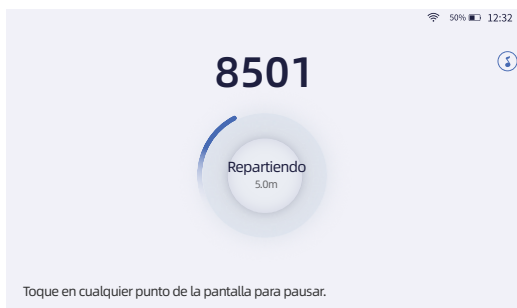 50% 12:32
8501
Repartiendo
5.0m
Toque en cualquier punto de la pantalla para pausar.